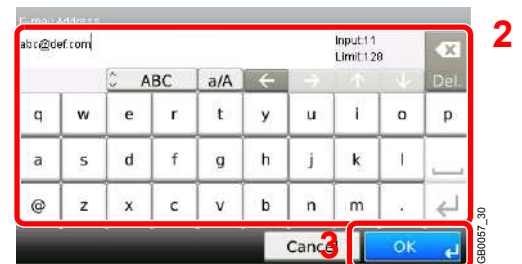 E-mail Address
abc@def.com
Input:11
Limit:128
2
ABC a/A Del.
q w e r t y u i o p
a s d f g h j k l
@ z x c v b n m .
Cancel 3 OK
GB0057_30